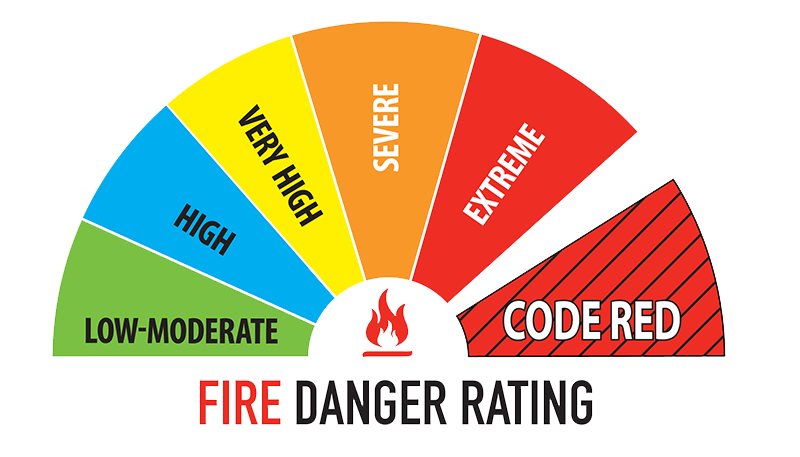 LOW-MODERATE
HIGH
VERY HIGH
SEVERE
EXTREME
CODE RED
FIRE DANGER RATING